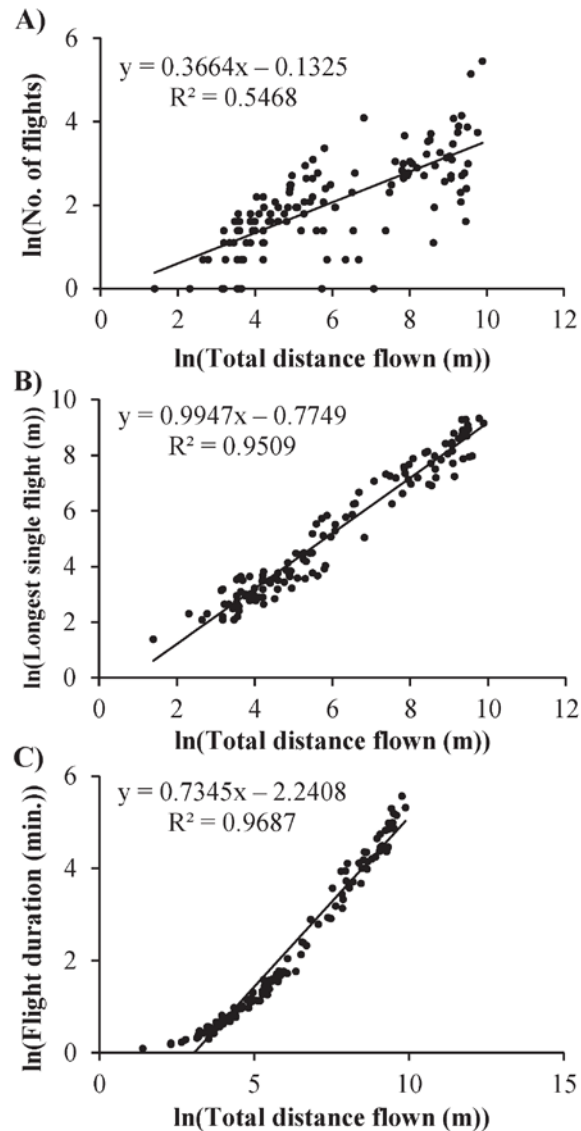 A)
y = 0.3664x – 0.1325
R² = 0.5468
ln(No. of flights)
6
4
2
0
0 2 4 6 8 10 12
ln(Total distance flown (m))
B)
y = 0.9947x – 0.7749
R² = 0.9509
ln(Longest single flight (m))
10
8
6
4
2
0
0 2 4 6 8 10 12
ln(Total distance flown (m))
C)
y = 0.7345x – 2.2408
R² = 0.9687
ln(Flight duration (min.))
6
4
2
0
0 5 10 15
ln(Total distance flown (m))